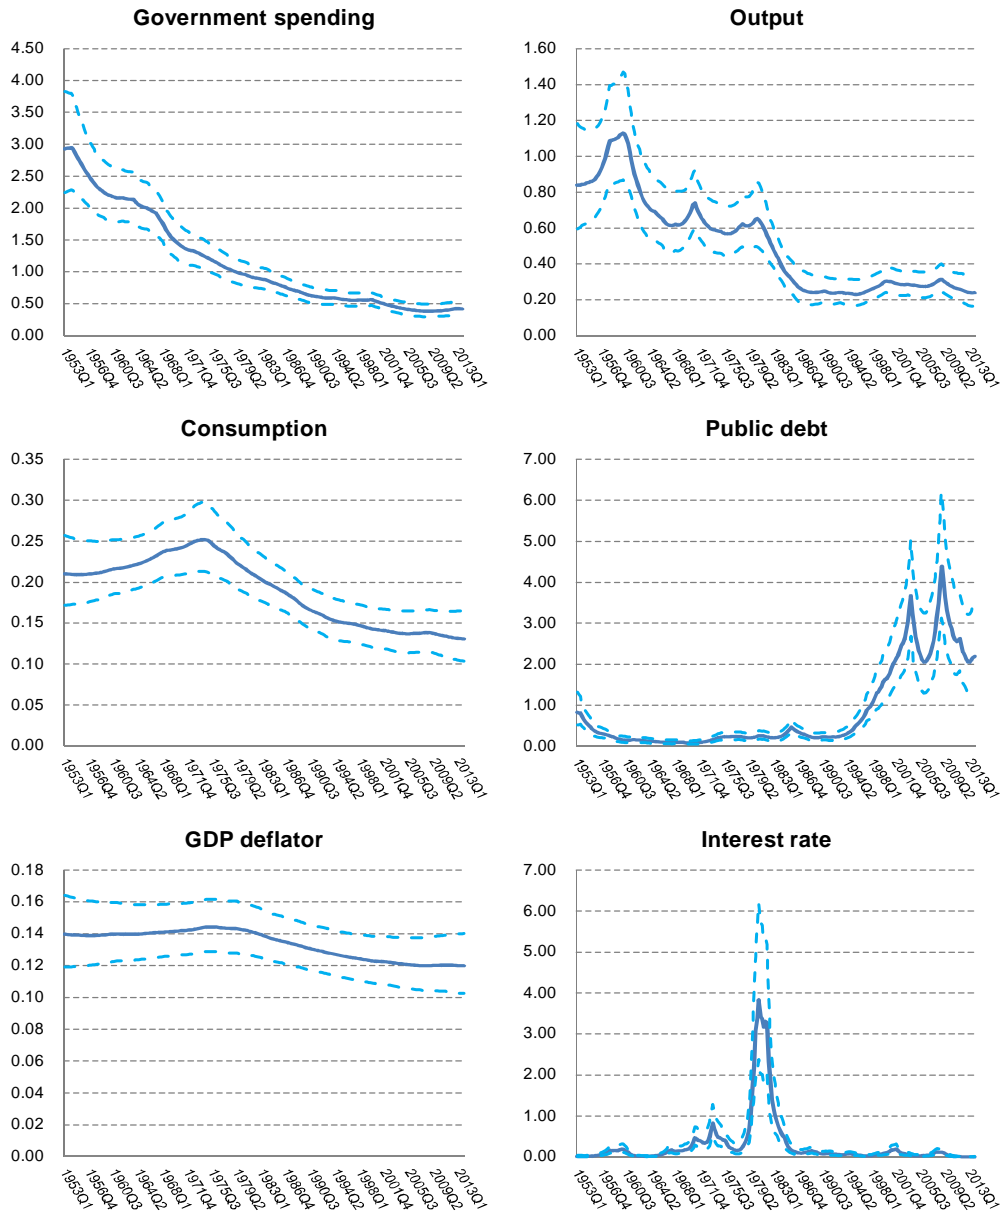 Government spending
4.50
4.00
3.50
3.00
2.50
2.00
1.50
1.00
0.50
0.00
1953Q1
1956Q4
1960Q3
1964Q2
1968Q1
1971Q4
1975Q3
1979Q2
1983Q1
1986Q4
1990Q3
1994Q2
1998Q1
2001Q4
2005Q3
2009Q2
2013Q1
Output
1.60
1.40
1.20
1.00
0.80
0.60
0.40
0.20
0.00
1953Q1
1956Q4
1960Q3
1964Q2
1968Q1
1971Q4
1975Q3
1979Q2
1983Q1
1986Q4
1990Q3
1994Q2
1998Q1
2001Q4
2005Q3
2009Q2
2013Q1
Consumption
0.35
0.30
0.25
0.20
0.15
0.10
0.05
0.00
1953Q1
1956Q4
1960Q3
1964Q2
1968Q1
1971Q4
1975Q3
1979Q2
1983Q1
1986Q4
1990Q3
1994Q2
1998Q1
2001Q4
2005Q3
2009Q2
2013Q1
Public debt
7.00
6.00
5.00
4.00
3.00
2.00
1.00
0.00
1953Q1
1956Q4
1960Q3
1964Q2
1968Q1
1971Q4
1975Q3
1979Q2
1983Q1
1986Q4
1990Q3
1994Q2
1998Q1
2001Q4
2005Q3
2009Q2
2013Q1
GDP deflator
0.18
0.16
0.14
0.12
0.10
0.08
0.06
0.04
0.02
0.00
1953Q1
1956Q4
1960Q3
1964Q2
1968Q1
1971Q4
1975Q3
1979Q2
1983Q1
1986Q4
1990Q3
1994Q2
1998Q1
2001Q4
2005Q3
2009Q2
2013Q1
Interest rate
7.00
6.00
5.00
4.00
3.00
2.00
1.00
0.00
1953Q1
1956Q4
1960Q3
1964Q2
1968Q1
1971Q4
1975Q3
1979Q2
1983Q1
1986Q4
1990Q3
1994Q2
1998Q1
2001Q4
2005Q3
2009Q2
2013Q1